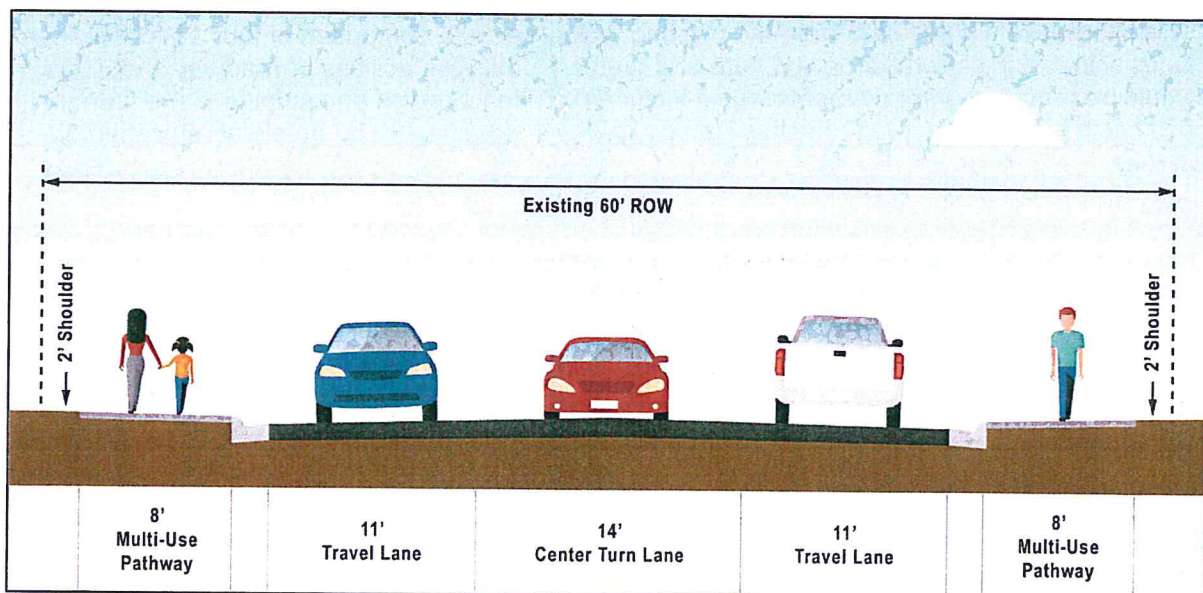 Existing 60' ROW
2' Shoulder
2' Shoulder
8'
Multi-Use
Pathway
11'
Travel Lane
14'
Center Turn Lane
11'
Travel Lane
8'
Multi-Use
Pathway